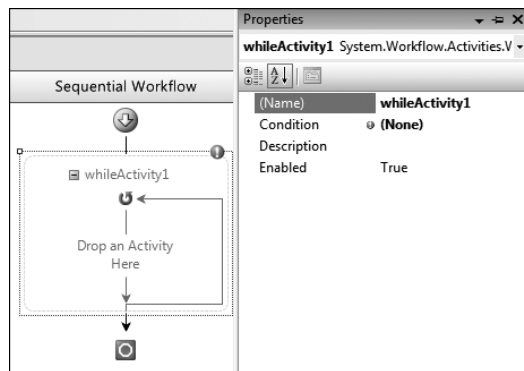 Sequential Workflow
whileActivity1
Drop an Activity
Here
Properties
whileActivity1 System.Workflow.Activities.
(Name) whileActivity1
Condition (None)
Description
Enabled True